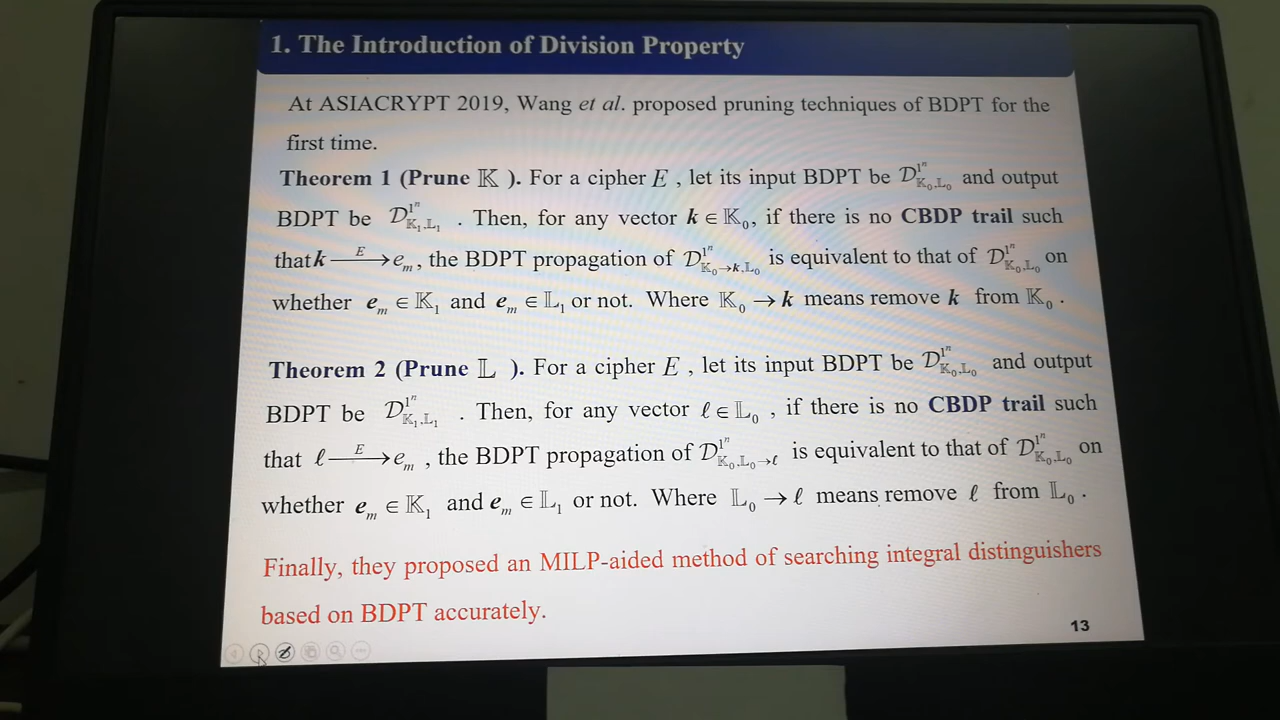 1. The Introduction of Division Property
At ASIACRYPT 2019, Wang et al. proposed pruning techniques of BDPT for the
first time.
Theorem 1 (Prune 𝕂 ). For a cipher E , let its input BDPT be 𝒟^{1^n}_{𝕂_0,𝕃_0} and output
BDPT be 𝒟^{1^n}_{𝕂_1,𝕃_1} . Then, for any vector k ∈ 𝕂_0, if there is no CBDP trail such
that k —E→ e_m , the BDPT propagation of 𝒟^{1^n}_{𝕂_0→k,𝕃_0} is equivalent to that of 𝒟^{1^n}_{𝕂_0,𝕃_0} on
whether e_m ∈ 𝕂_1 and e_m ∈ 𝕃_1 or not. Where 𝕂_0 → k means remove k from 𝕂_0 .
Theorem 2 (Prune 𝕃 ). For a cipher E , let its input BDPT be 𝒟^{1^n}_{𝕂_0,𝕃_0} and output
BDPT be 𝒟^{1^n}_{𝕂_1,𝕃_1} . Then, for any vector ℓ ∈ 𝕃_0 , if there is no CBDP trail such
that ℓ —E→ e_m , the BDPT propagation of 𝒟^{1^n}_{𝕂_0,𝕃_0→ℓ} is equivalent to that of 𝒟^{1^n}_{𝕂_0,𝕃_0} on
whether e_m ∈ 𝕂_1 and e_m ∈ 𝕃_1 or not. Where 𝕃_0 → ℓ means remove ℓ from 𝕃_0 .
Finally, they proposed an MILP-aided method of searching integral distinguishers
based on BDPT accurately.
13